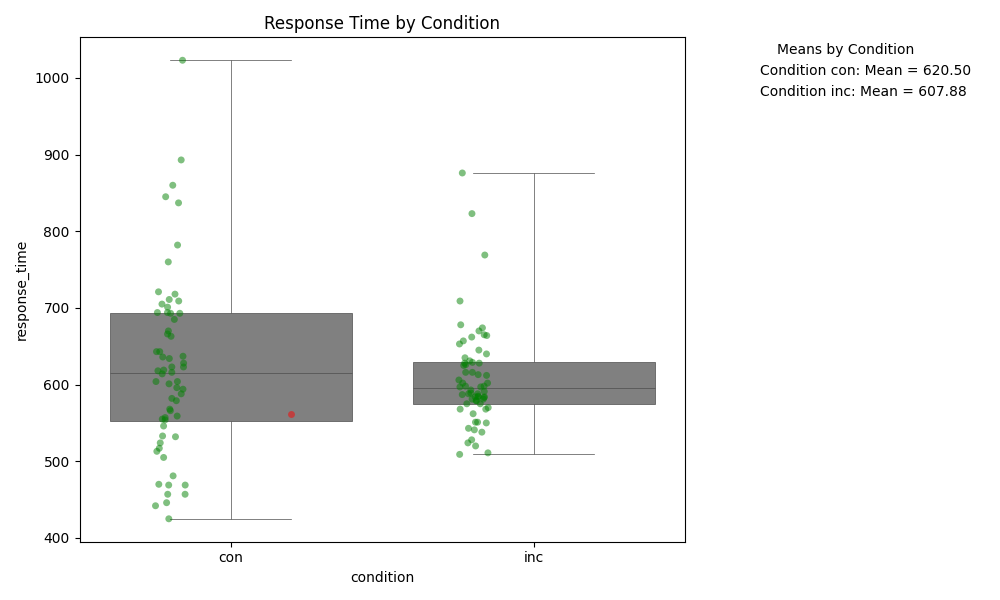 Response Time by Condition
Means by Condition
Condition con: Mean = 620.50
Condition inc: Mean = 607.88
response_time
1000
900
800
700
600
500
400
con
inc
condition